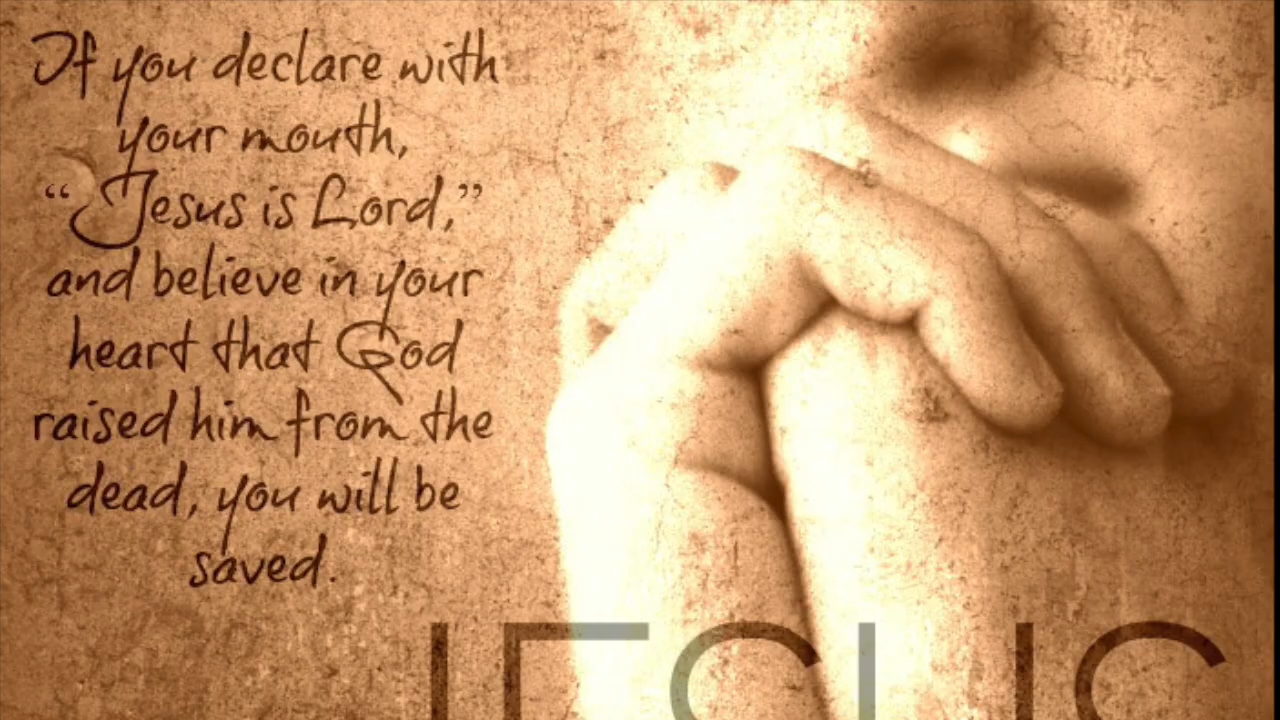 If you declare with
your mouth,
“Jesus is Lord,”
and believe in your
heart that God
raised him from the
dead, you will be
saved.
JESUS